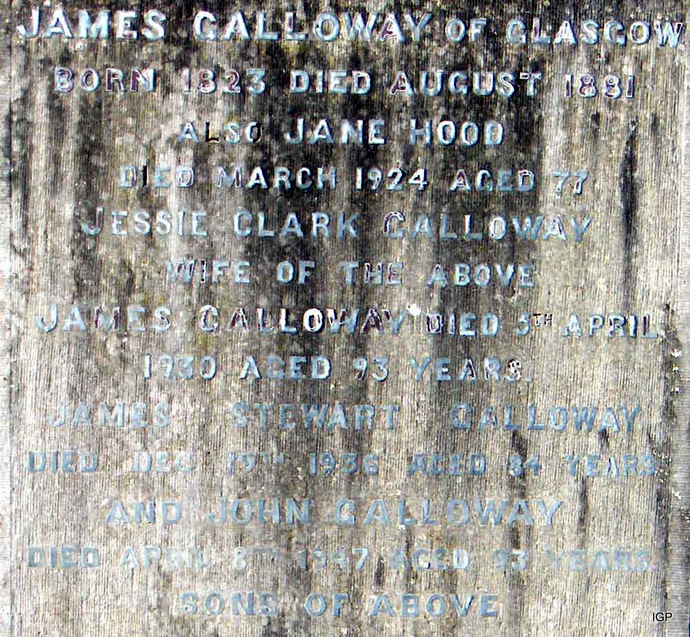 JAMES GALLOWAY OF GLASGOW
BORN 1823 DIED AUGUST 1881
ALSO JANE HOOD
DIED MARCH 1924 AGED 77
JESSIE CLARK GALLOWAY
WIFE OF THE ABOVE
JAMES GALLOWAY DIED 5TH APRIL
1930 AGED 93 YEARS.
JAMES STEWART GALLOWAY
DIED DEC 19TH 1936 AGED 84 YEARS
AND JOHN GALLOWAY
DIED APRIL 8TH 1947 AGED 93 YEARS
SONS OF ABOVE
IGP